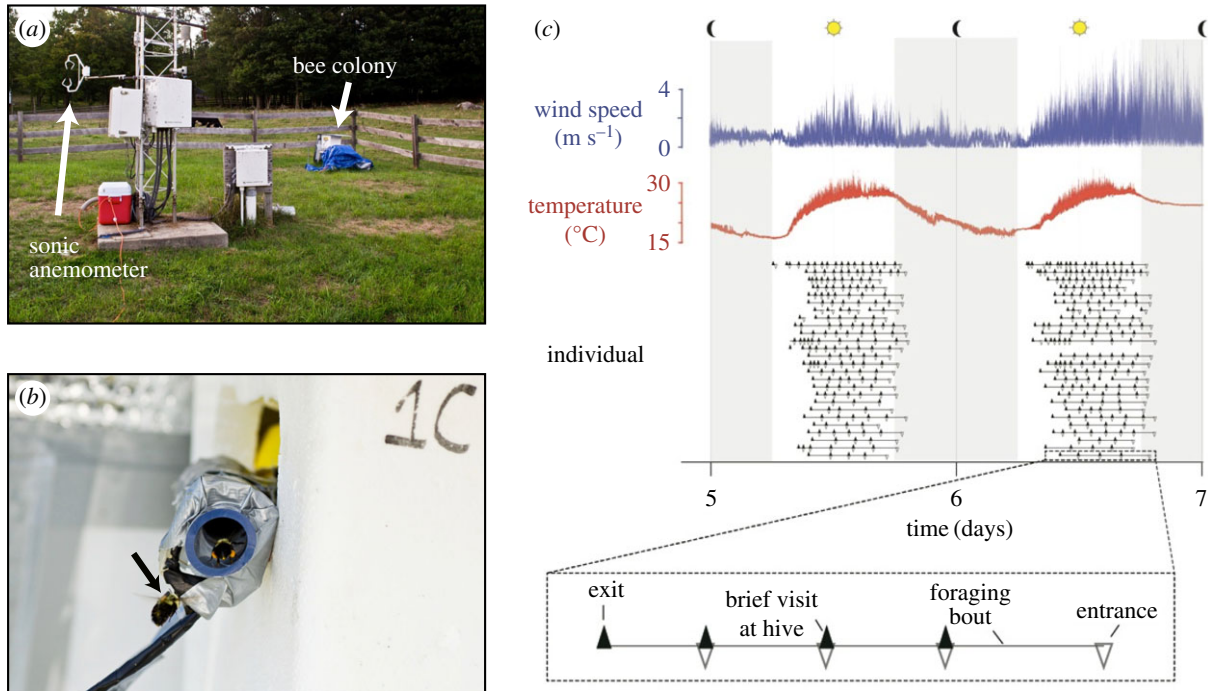 (a)
bee colony
sonic
anemometer
(b)
1C
(c)
wind speed
(m s⁻¹)
4
0
temperature
(°C)
30
15
individual
5
6
7
time (days)
exit
brief visit
at hive
foraging
bout
entrance